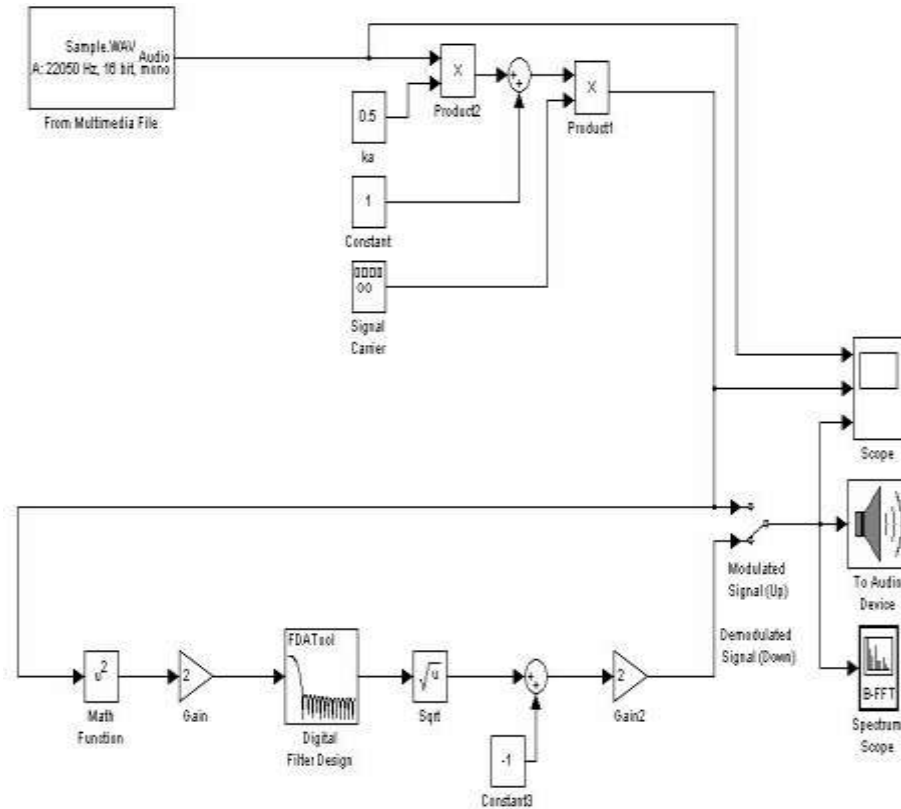 Sample.WAV
Audio
A: 22050 Hz, 16 bit, mono
From Multimedia File
X
Product2
X
Product1
0.5
ka
1
Constant
Signal
Carrier
Scope
Modulated
Signal (Up)
To Audio
Device
Demodulated
Signal (Down)
u²
Math
Function
2
Gain
FDATool
Digital
Filter Design
√u
Sqrt
-1
Constant3
2
Gain2
B-FFT
Spectrum
Scope